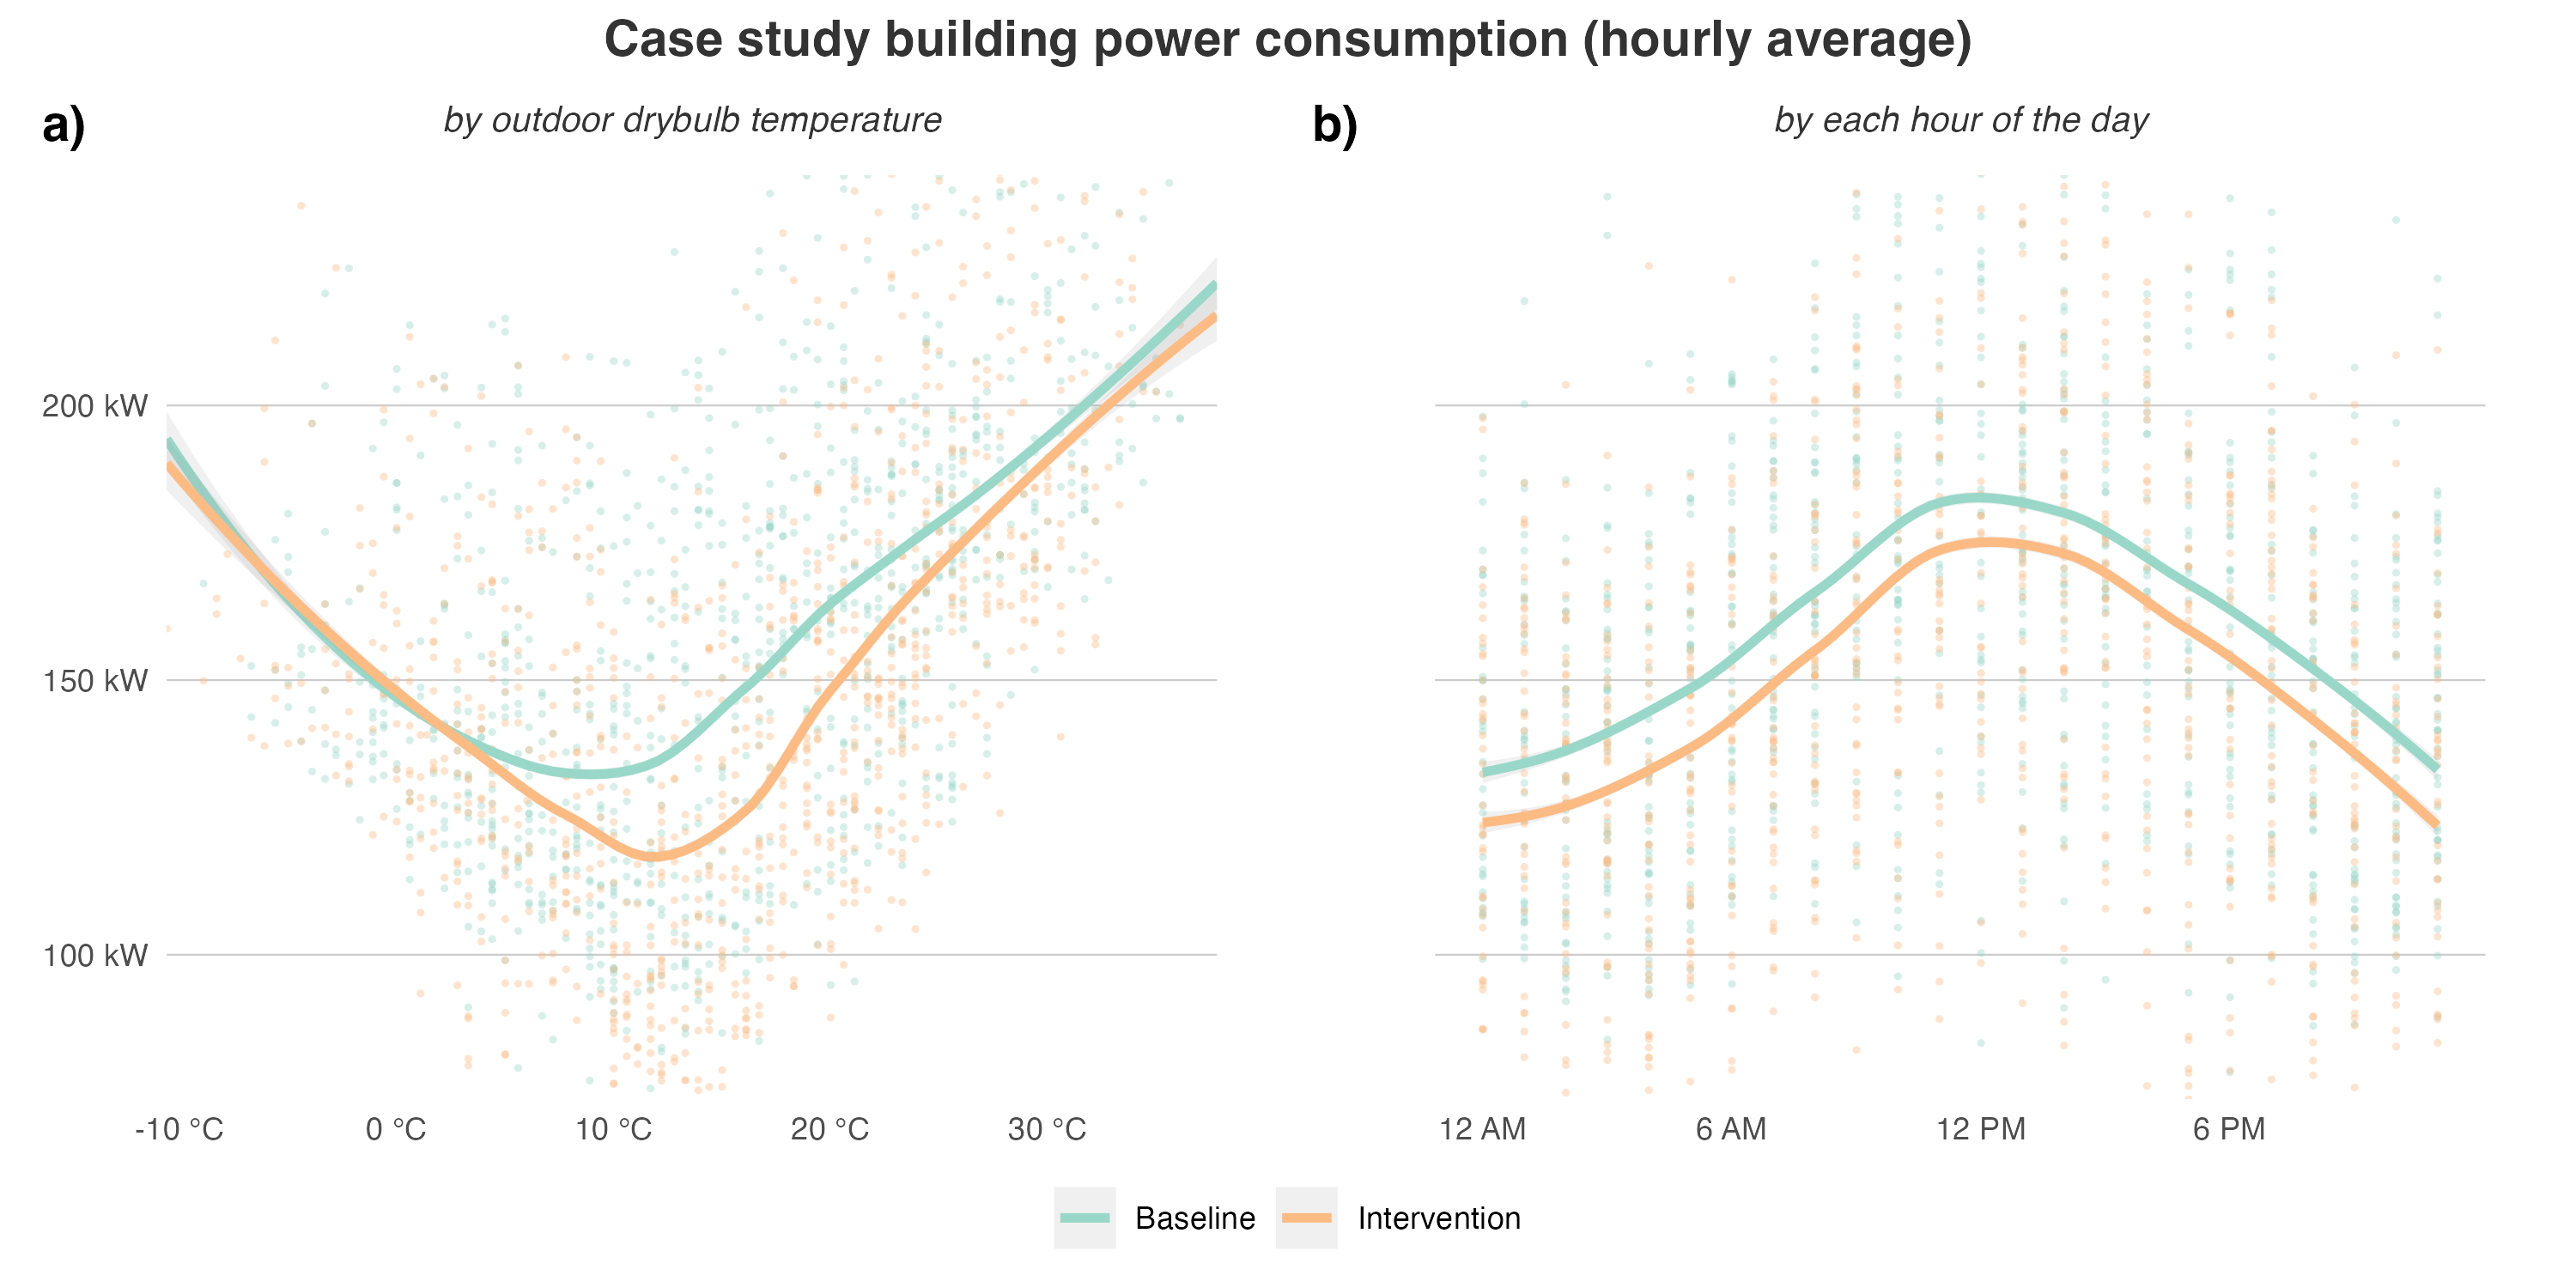 Case study building power consumption (hourly average)
a)
by outdoor drybulb temperature
b)
by each hour of the day
200 kW
150 kW
100 kW
-10 °C 0 °C 10 °C 20 °C 30 °C
12 AM 6 AM 12 PM 6 PM
Baseline Intervention